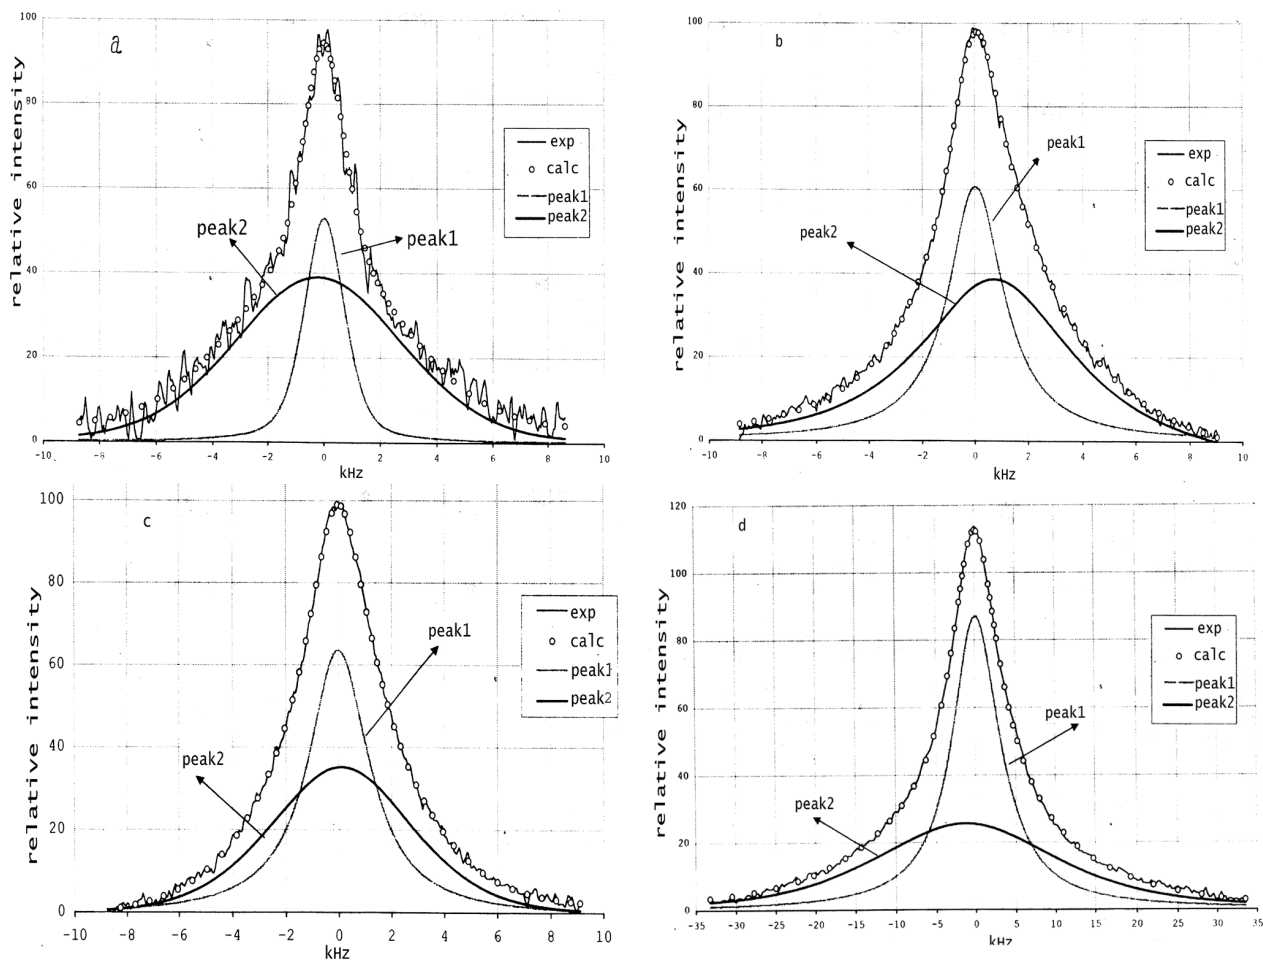 a
relative intensity
100
80
60
40
20
0
-10
-8
-6
-4
-2
0
2
4
6
8
10
kHz
peak2
peak1
exp
calc
peak1
peak2
b
relative intensity
100
80
60
40
20
0
-10
-8
-6
-4
-2
0
2
4
6
8
10
kHz
peak1
peak2
exp
calc
peak1
peak2
c
relative intensity
100
80
60
40
20
0
-10
-8
-6
-4
-2
0
2
4
6
8
10
kHz
peak1
peak2
exp
calc
peak1
peak2
d
relative intensity
120
100
80
60
40
20
0
-35
-30
-25
-20
-15
-10
-5
0
5
10
15
20
25
30
35
kHz
peak1
peak2
exp
calc
peak1
peak2